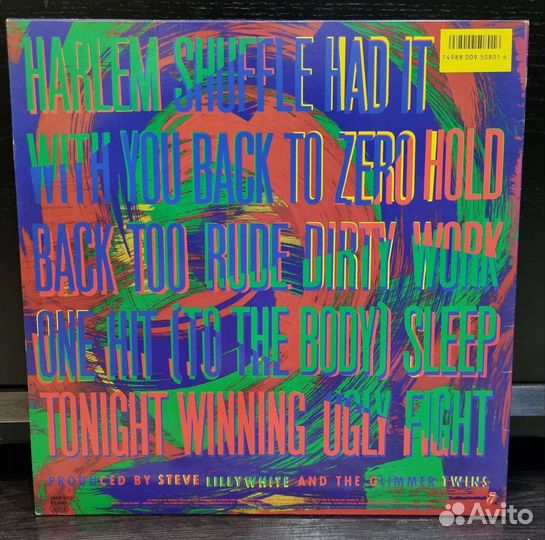 HARLEM SHUFFLE HAD IT
T4988 009 50801 6
WITH YOU BACK TO ZERO HOLD
BACK TOO RUDE DIRTY WORK
ONE HIT (TO THE BODY) SLEEP
TONIGHT WINNING UGLY FIGHT
PRODUCED BY STEVE LILLYWHITE AND THE GLIMMER TWINS
Avito